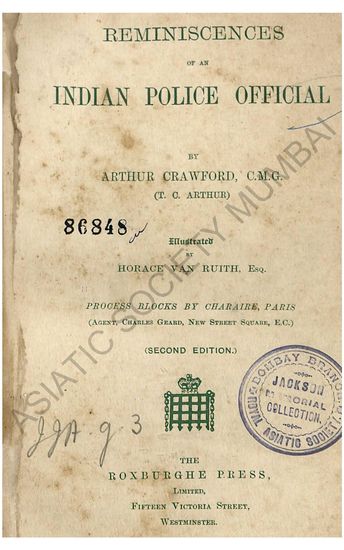 REMINISCENCES
OF AN
INDIAN POLICE OFFICIAL
BY
ARTHUR CRAWFORD, C.M.G.
(T. C. ARTHUR)
86848
Illustrated
BY
HORACE VAN RUITH, ESQ.
PROCESS BLOCKS BY CHARAIRE, PARIS
(AGENT, CHARLES GEARD, NEW STREET SQUARE, E.C.)
(SECOND EDITION.)
BOMBAY BRANCH
JACKSON
MEMORIAL
COLLECTION.
ROYAL ASIATIC SOCIETY
THE
ROXBURGHE PRESS,
LIMITED,
FIFTEEN VICTORIA STREET,
WESTMINSTER.
ASIATIC SOCIETY MUMBAI